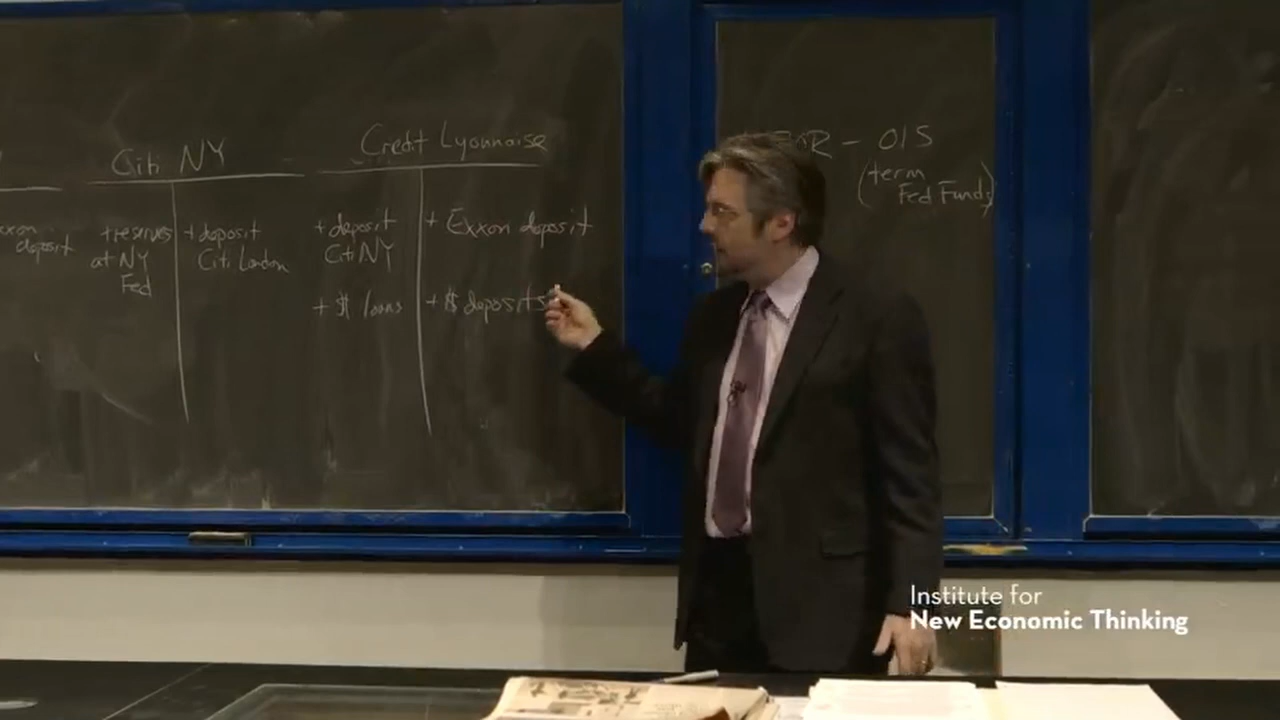 Citi NY
Credit Lyonnaise
- OIS
(term
Fed Funds)
deposit
+ reserves
at NY
Fed
+ deposit
Citi London
+ deposit
Citi NY
+ $ loans
+ Exxon deposit
+ $ deposits
Institute for
New Economic Thinking